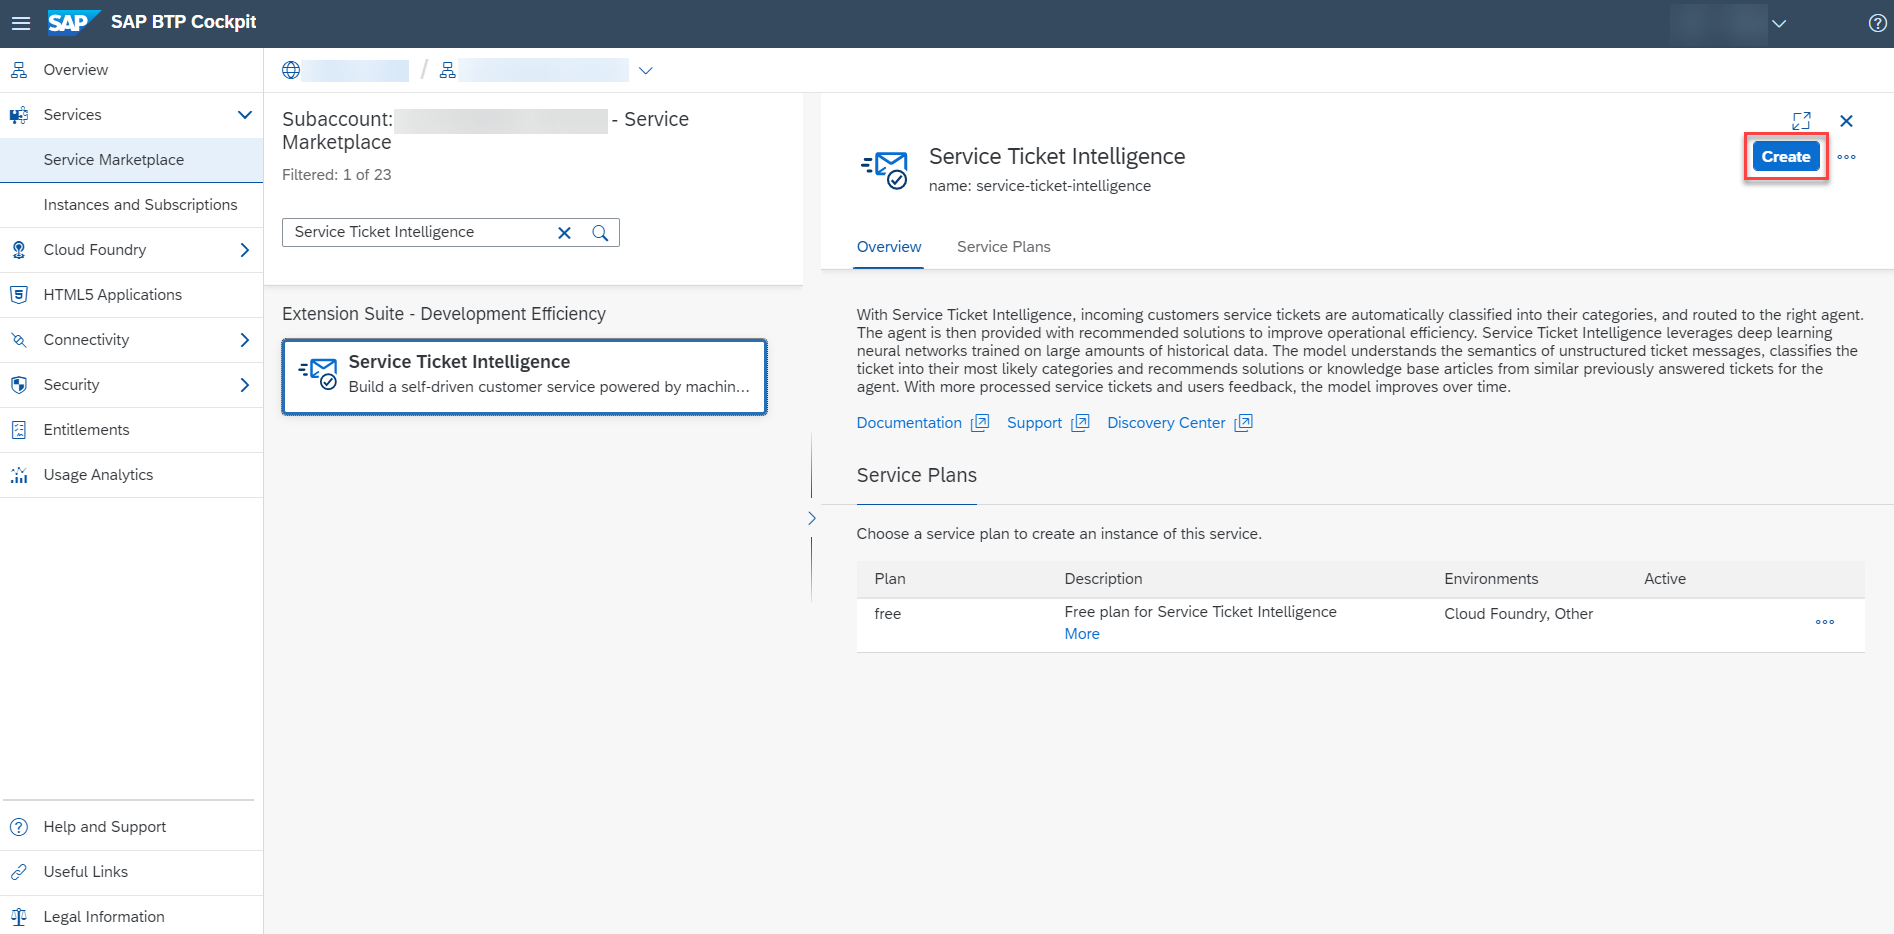 SAP SAP BTP Cockpit
Overview
Services
Service Marketplace
Instances and Subscriptions
Cloud Foundry
HTML5 Applications
Connectivity
Security
Entitlements
Usage Analytics
Help and Support
Useful Links
Legal Information
/
Subaccount: - Service
Marketplace
Filtered: 1 of 23
Service Ticket Intelligence
Extension Suite - Development Efficiency
Service Ticket Intelligence
Build a self-driven customer service powered by machin...
Service Ticket Intelligence
name: service-ticket-intelligence
Create
Overview Service Plans
With Service Ticket Intelligence, incoming customers service tickets are automatically classified into their categories, and routed to the right agent.
The agent is then provided with recommended solutions to improve operational efficiency. Service Ticket Intelligence leverages deep learning
neural networks trained on large amounts of historical data. The model understands the semantics of unstructured ticket messages, classifies the
ticket into their most likely categories and recommends solutions or knowledge base articles from similar previously answered tickets for the
agent. With more processed service tickets and users feedback, the model improves over time.
Documentation Support Discovery Center
Service Plans
Choose a service plan to create an instance of this service.
Plan Description Environments Active
free Free plan for Service Ticket Intelligence Cloud Foundry, Other
More